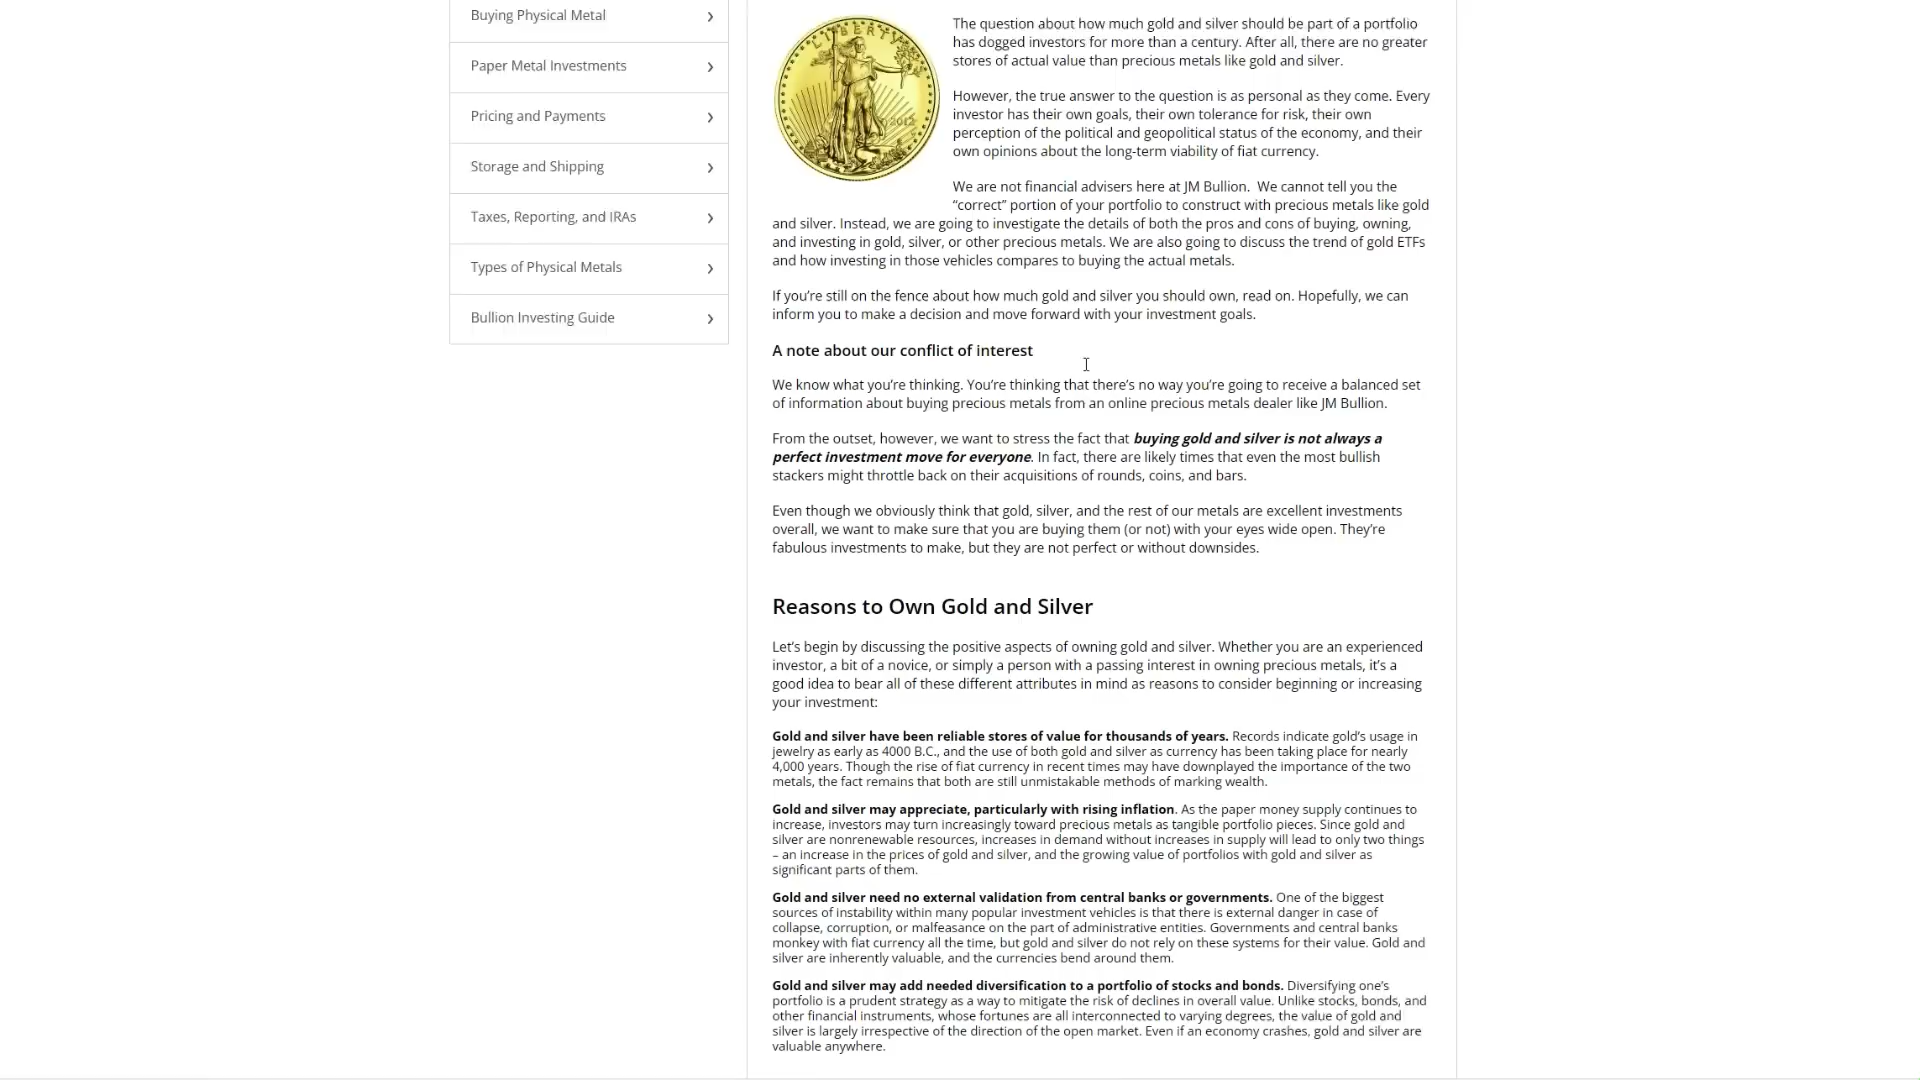 Buying Physical Metal
Paper Metal Investments
Pricing and Payments
Storage and Shipping
Taxes, Reporting, and IRAs
Types of Physical Metals
Bullion Investing Guide
LIBERTY
2012
The question about how much gold and silver should be part of a portfolio
has dogged investors for more than a century. After all, there are no greater
stores of actual value than precious metals like gold and silver.
However, the true answer to the question is as personal as they come. Every
investor has their own goals, their own tolerance for risk, their own
perception of the political and geopolitical status of the economy, and their
own opinions about the long-term viability of fiat currency.
We are not financial advisers here at JM Bullion.  We cannot tell you the
“correct” portion of your portfolio to construct with precious metals like gold
and silver. Instead, we are going to investigate the details of both the pros and cons of buying, owning,
and investing in gold, silver, or other precious metals. We are also going to discuss the trend of gold ETFs
and how investing in those vehicles compares to buying the actual metals.
If you’re still on the fence about how much gold and silver you should own, read on. Hopefully, we can
inform you to make a decision and move forward with your investment goals.
A note about our conflict of interest
We know what you’re thinking. You’re thinking that there’s no way you’re going to receive a balanced set
of information about buying precious metals from an online precious metals dealer like JM Bullion.
From the outset, however, we want to stress the fact that buying gold and silver is not always a
perfect investment move for everyone. In fact, there are likely times that even the most bullish
stackers might throttle back on their acquisitions of rounds, coins, and bars.
Even though we obviously think that gold, silver, and the rest of our metals are excellent investments
overall, we want to make sure that you are buying them (or not) with your eyes wide open. They’re
fabulous investments to make, but they are not perfect or without downsides.
Reasons to Own Gold and Silver
Let’s begin by discussing the positive aspects of owning gold and silver. Whether you are an experienced
investor, a bit of a novice, or simply a person with a passing interest in owning precious metals, it’s a
good idea to bear all of these different attributes in mind as reasons to consider beginning or increasing
your investment:
Gold and silver have been reliable stores of value for thousands of years. Records indicate gold’s usage in
jewelry as early as 4000 B.C., and the use of both gold and silver as currency has been taking place for nearly
4,000 years. Though the rise of fiat currency in recent times may have downplayed the importance of the two
metals, the fact remains that both are still unmistakable methods of marking wealth.
Gold and silver may appreciate, particularly with rising inflation. As the paper money supply continues to
increase, investors may turn increasingly toward precious metals as tangible portfolio pieces. Since gold and
silver are nonrenewable resources, increases in demand without increases in supply will lead to only two things
– an increase in the prices of gold and silver, and the growing value of portfolios with gold and silver as
significant parts of them.
Gold and silver need no external validation from central banks or governments. One of the biggest
sources of instability within many popular investment vehicles is that there is external danger in case of
collapse, corruption, or malfeasance on the part of administrative entities. Governments and central banks
monkey with fiat currency all the time, but gold and silver do not rely on these systems for their value. Gold and
silver are inherently valuable, and the currencies bend around them.
Gold and silver may add needed diversification to a portfolio of stocks and bonds. Diversifying one’s
portfolio is a prudent strategy as a way to mitigate the risk of declines in overall value. Unlike stocks, bonds, and
other financial instruments, whose fortunes are all interconnected to varying degrees, the value of gold and
silver is largely irrespective of the direction of the open market. Even if an economy crashes, gold and silver are
valuable anywhere.